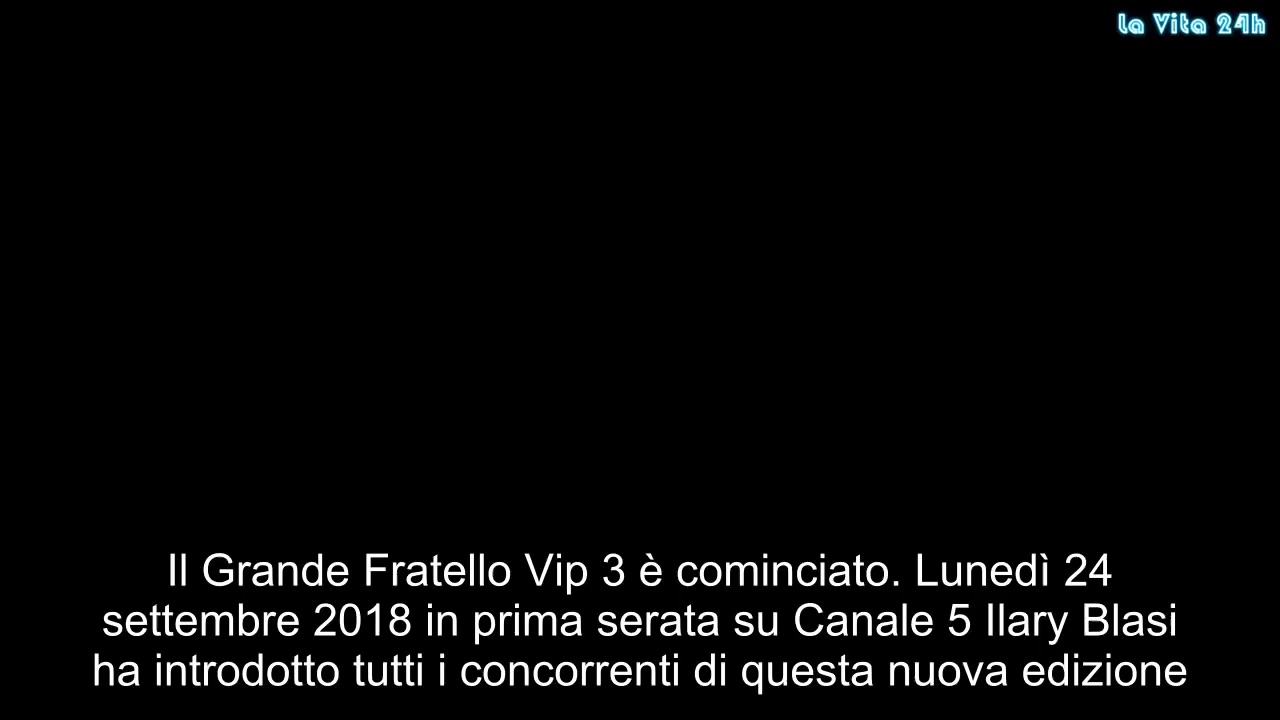 La Vita 24h
Il Grande Fratello Vip 3 è cominciato. Lunedì 24
settembre 2018 in prima serata su Canale 5 Ilary Blasi
ha introdotto tutti i concorrenti di questa nuova edizione